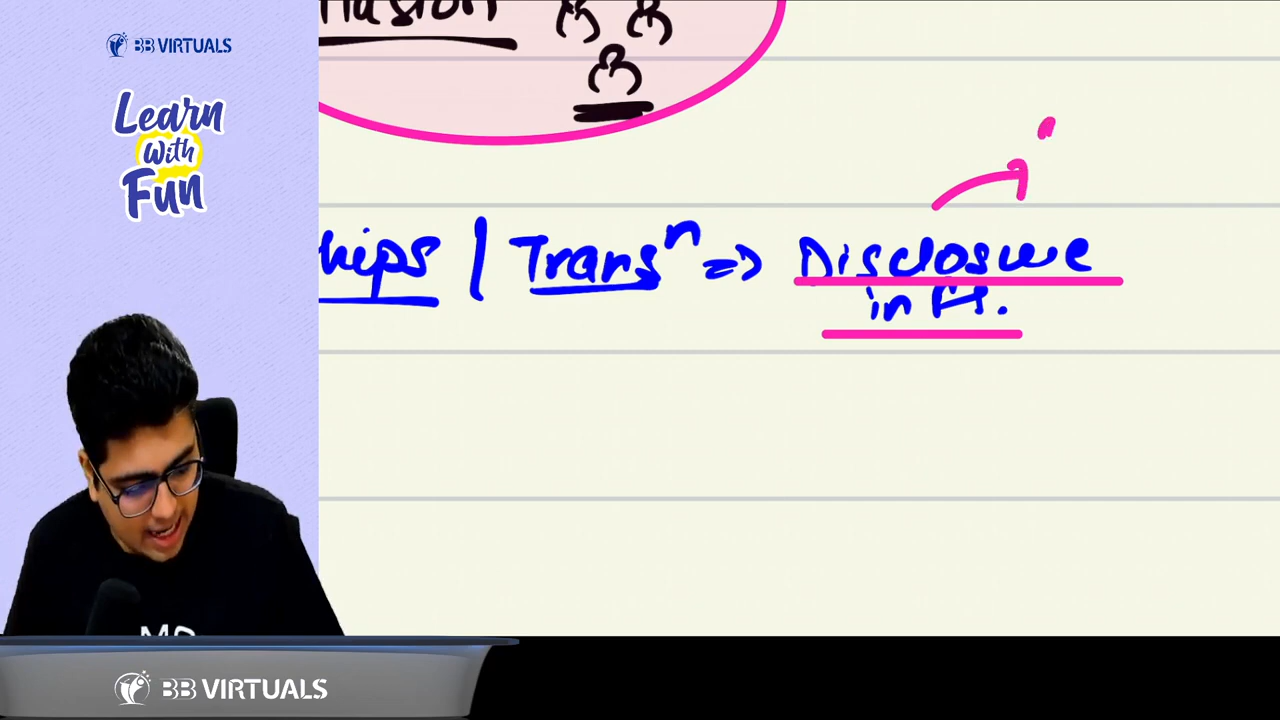 BB VIRTUALS
Learn
With
Fun
hips | Transⁿ => Disclosure
in FS.
BB VIRTUALS